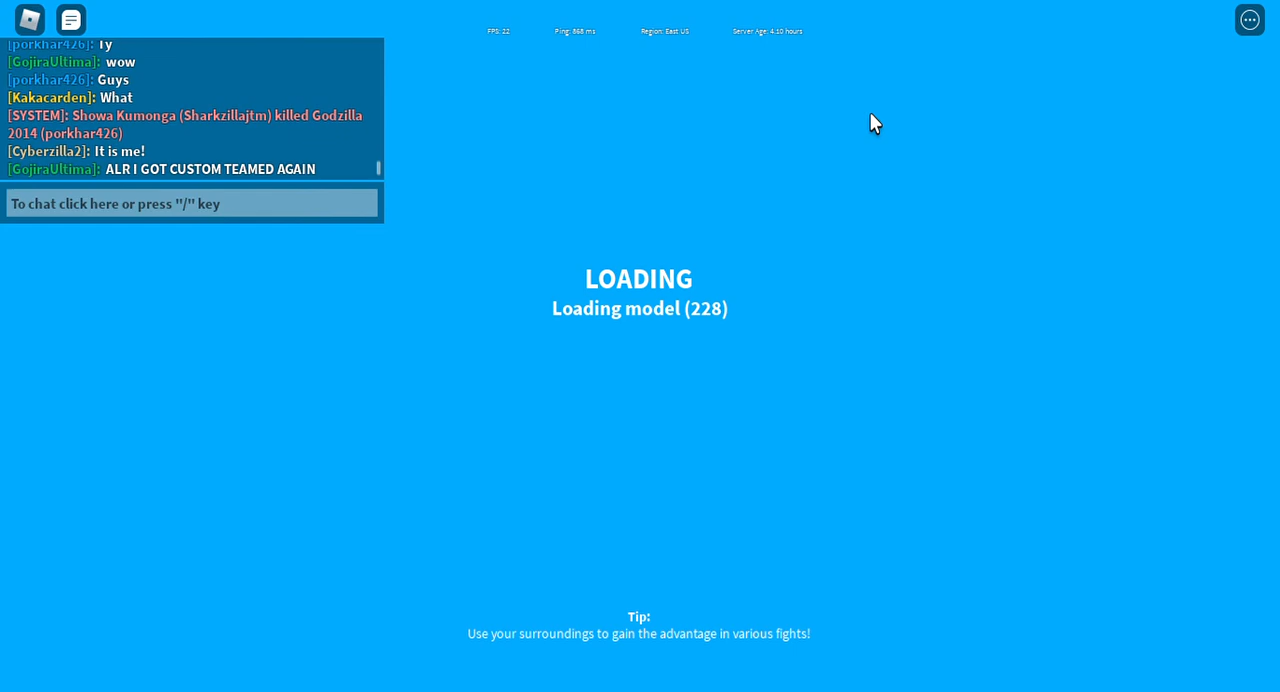 FPS: 22 Ping: 868 ms Region: East US Server Age: 4.10 hours
[porkhar426]: Ty
[GojiraUltima]: wow
[porkhar426]: Guys
[Kakacarden]: What
[SYSTEM]: Showa Kumonga (Sharkzillajtm) killed Godzilla
2014 (porkhar426)
[Cyberzilla2]: It is me!
[GojiraUltima]: ALR I GOT CUSTOM TEAMED AGAIN
To chat click here or press "/" key
LOADING
Loading model (228)
Tip:
Use your surroundings to gain the advantage in various fights!